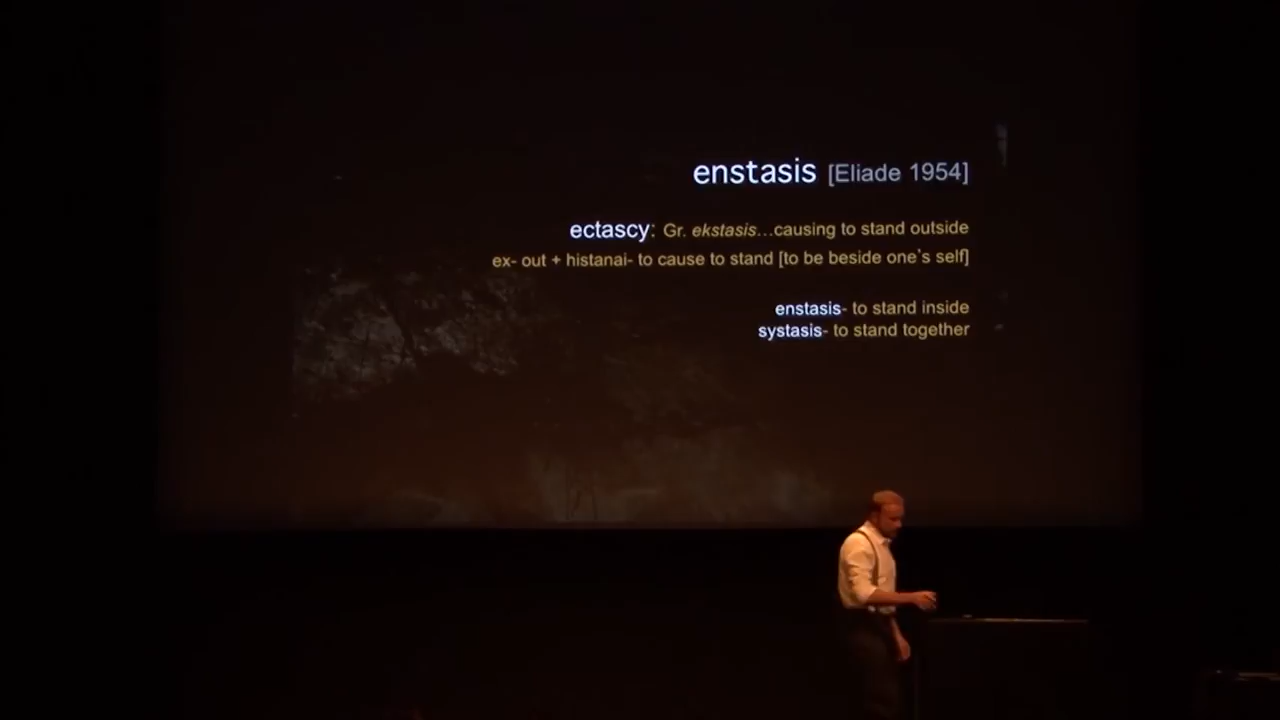 enstasis [Eliade 1954]
ectascy: Gr. ekstasis...causing to stand outside
ex- out + histanai- to cause to stand [to be beside one's self]
enstasis- to stand inside
systasis- to stand together